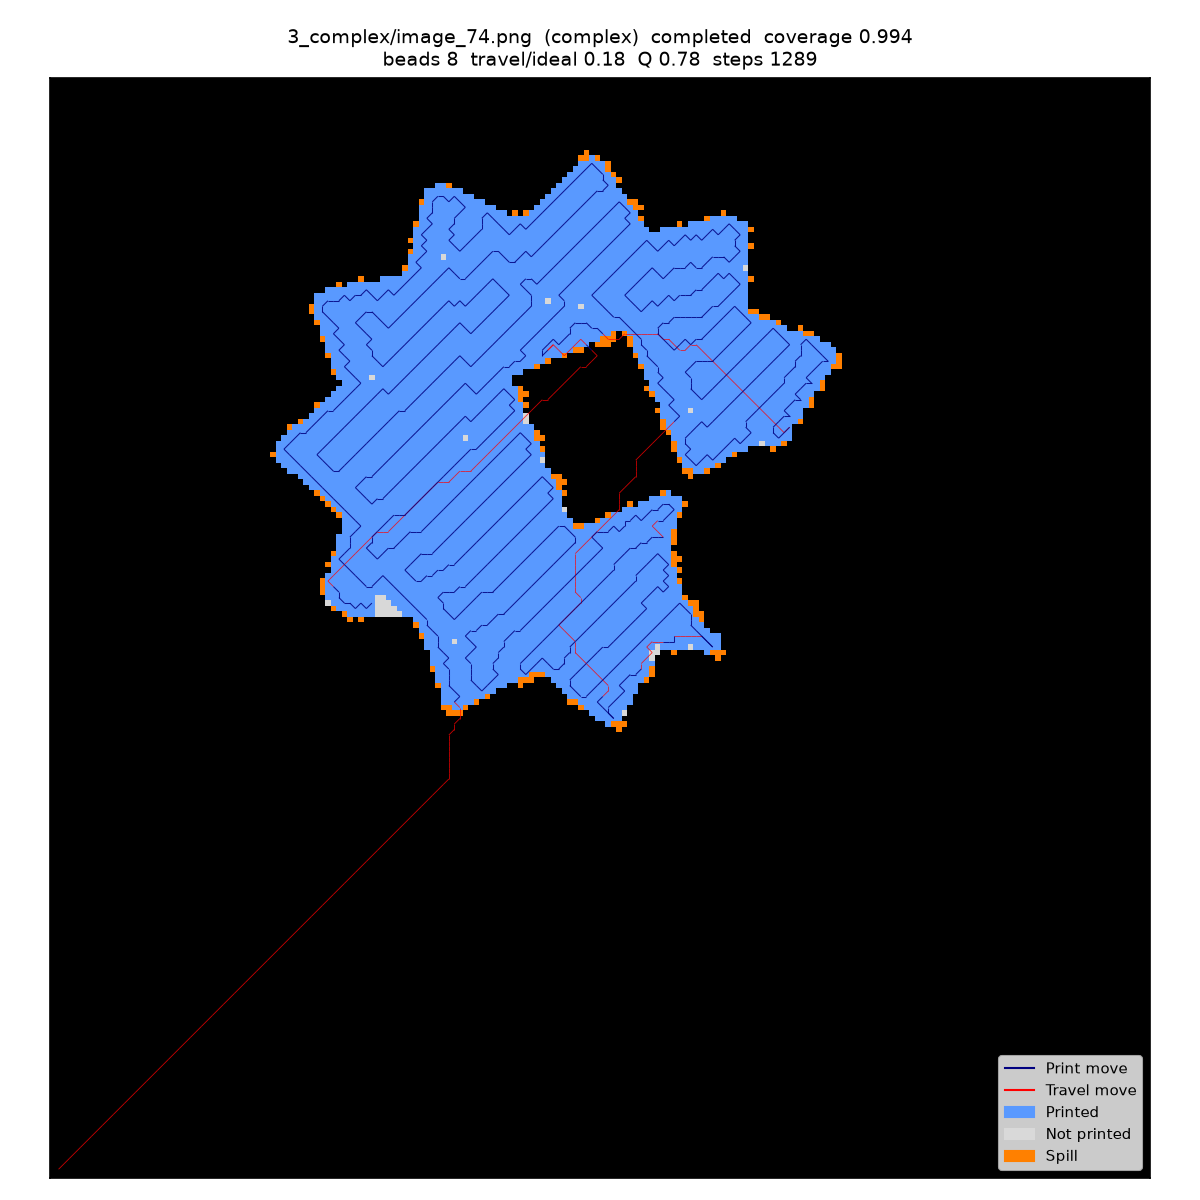 3_complex/image_74.png  (complex)  completed  coverage 0.994
beads 8  travel/ideal 0.18  Q 0.78  steps 1289
Print move
Travel move
Printed
Not printed
Spill